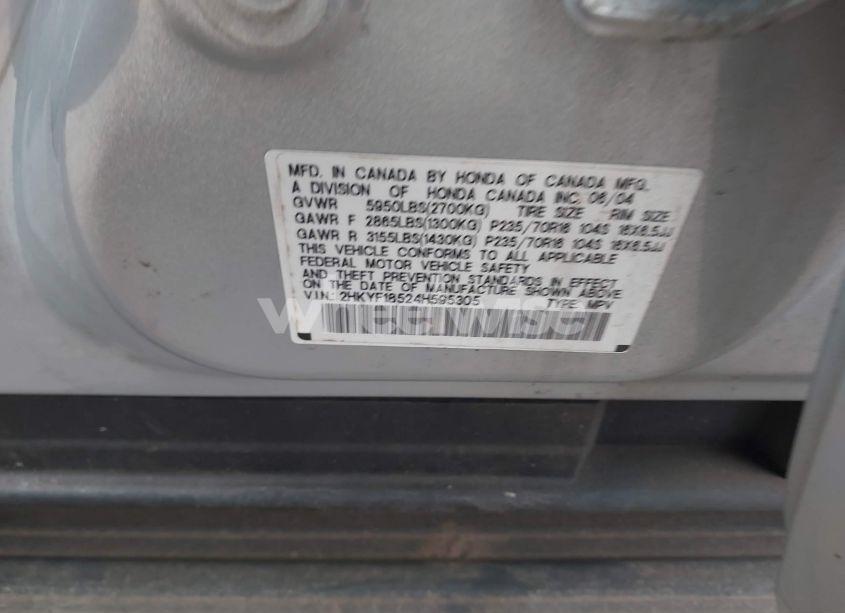 MFD. IN CANADA BY HONDA OF CANADA MFG.
A DIVISION OF HONDA CANADA INC. 06/04
GVWR 5950LBS(2700KG) TIRE SIZE RIM SIZE
GAWR F 2865LBS(1300KG) P235/70R16 104S 16X6.5JJ
GAWR R 3155LBS(1430KG) P235/70R16 104S 16X6.5JJ
THIS VEHICLE CONFORMS TO ALL APPLICABLE
FEDERAL MOTOR VEHICLE SAFETY
AND THEFT PREVENTION STANDARDS IN EFFECT
ON THE DATE OF MANUFACTURE SHOWN ABOVE
V.I.N.: 2HKYF18524H595305 TYPE: MPV